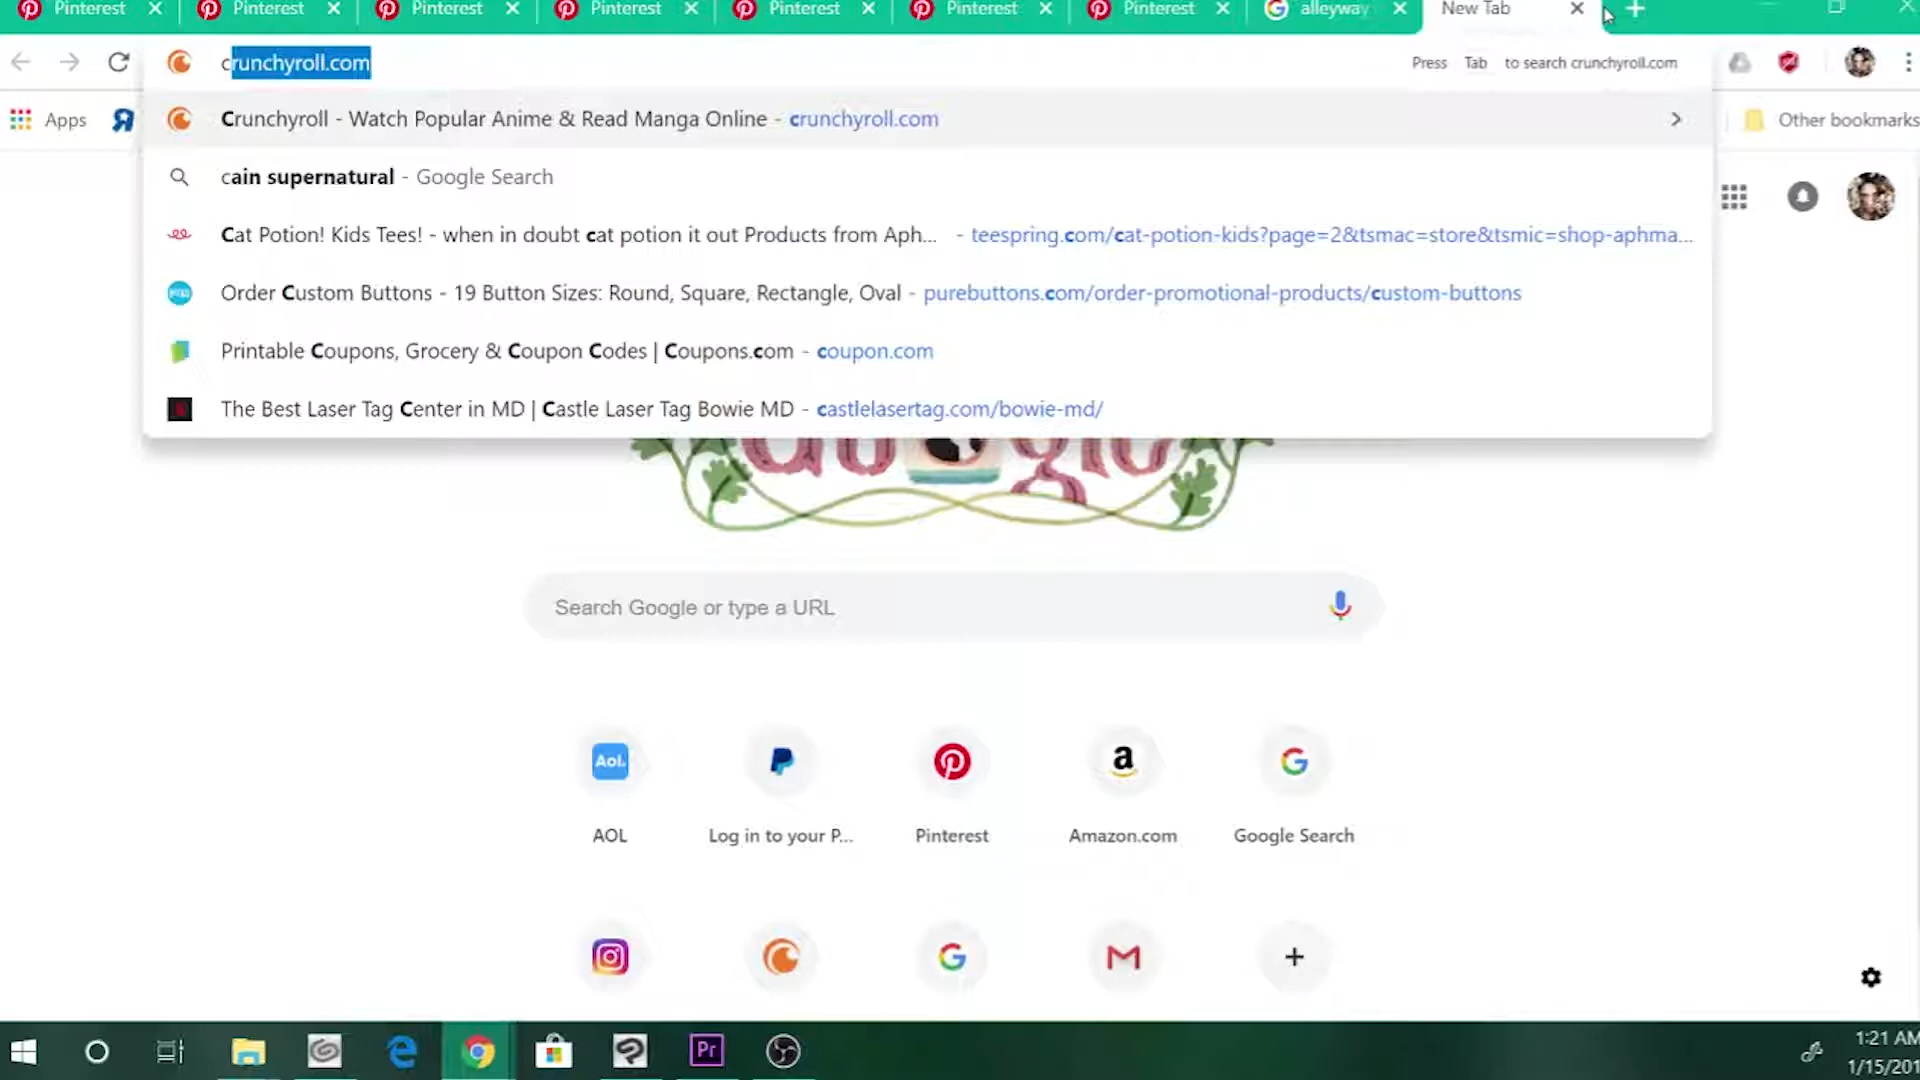 Pinterest Pinterest Pinterest Pinterest Pinterest Pinterest Pinterest alleyway New Tab
crunchyroll.com Press Tab to search crunchyroll.com
Apps Crunchyroll - Watch Popular Anime & Read Manga Online - crunchyroll.com Other bookmarks
cain supernatural - Google Search
Cat Potion! Kids Tees! - when in doubt cat potion it out Products from Aph... - teespring.com/cat-potion-kids?page=2&tsmac=store&tsmic=shop-aphma...
Order Custom Buttons - 19 Button Sizes: Round, Square, Rectangle, Oval - purebuttons.com/order-promotional-products/custom-buttons
Printable Coupons, Grocery & Coupon Codes | Coupons.com - coupon.com
The Best Laser Tag Center in MD | Castle Laser Tag Bowie MD - castlelasertag.com/bowie-md/
Search Google or type a URL
Aol. a
AOL Log in to your P... Pinterest Amazon.com Google Search
Pr 1:21 AM
1/15/201